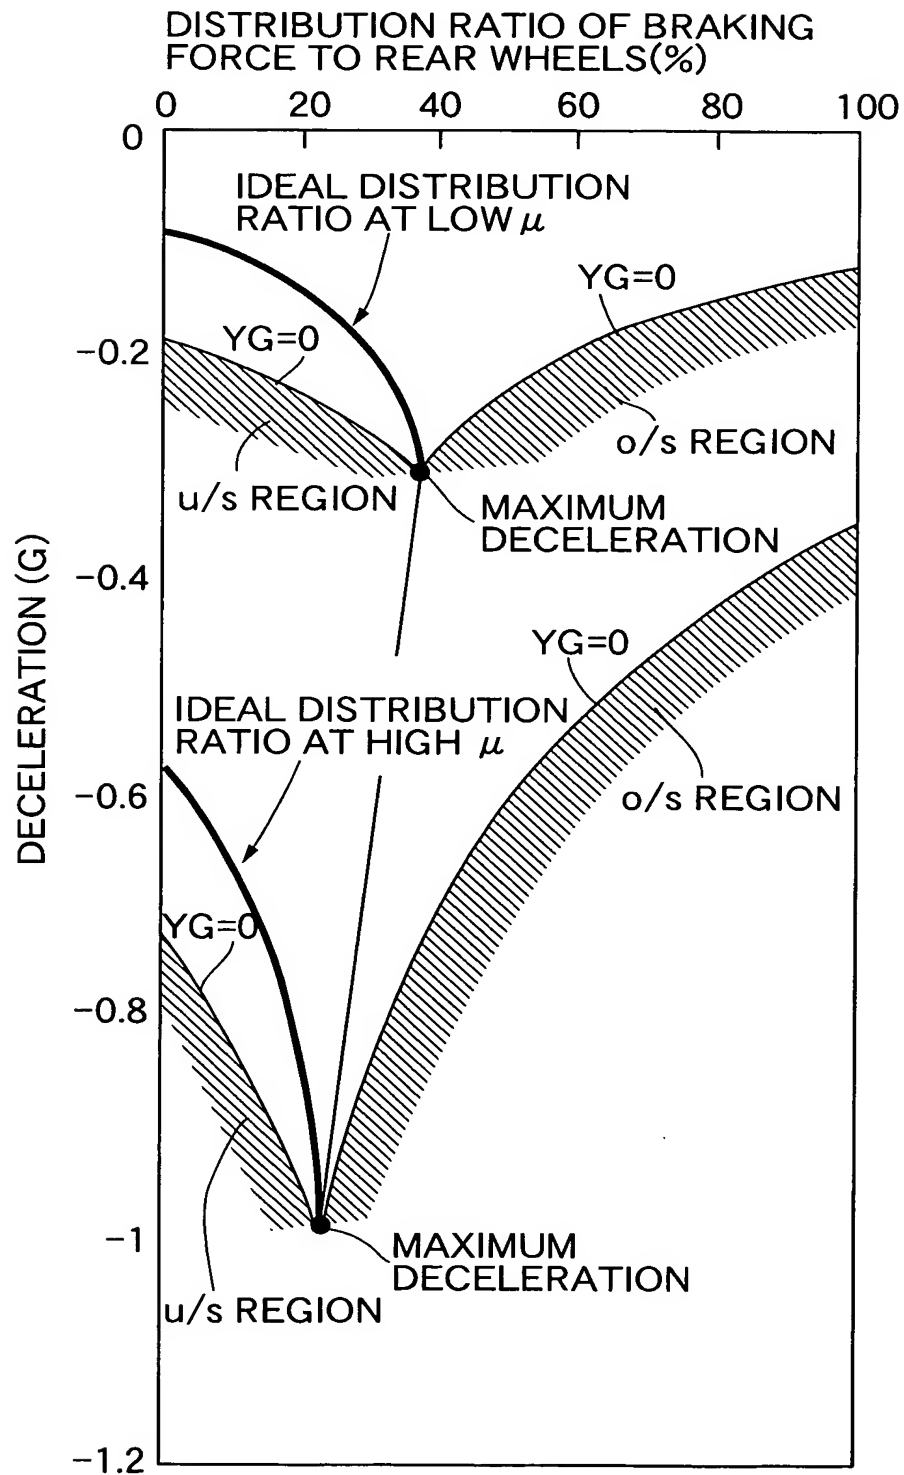 DISTRIBUTION RATIO OF BRAKING
FORCE TO REAR WHEELS(%)
0 20 40 60 80 100
0
IDEAL DISTRIBUTION
RATIO AT LOW μ
YG=0
YG=0
-0.2
o/s REGION
u/s REGION
MAXIMUM
DECELERATION
DECELERATION (G)
-0.4
YG=0
IDEAL DISTRIBUTION
RATIO AT HIGH μ
-0.6
o/s REGION
YG=0
-0.8
-1
MAXIMUM
DECELERATION
u/s REGION
-1.2